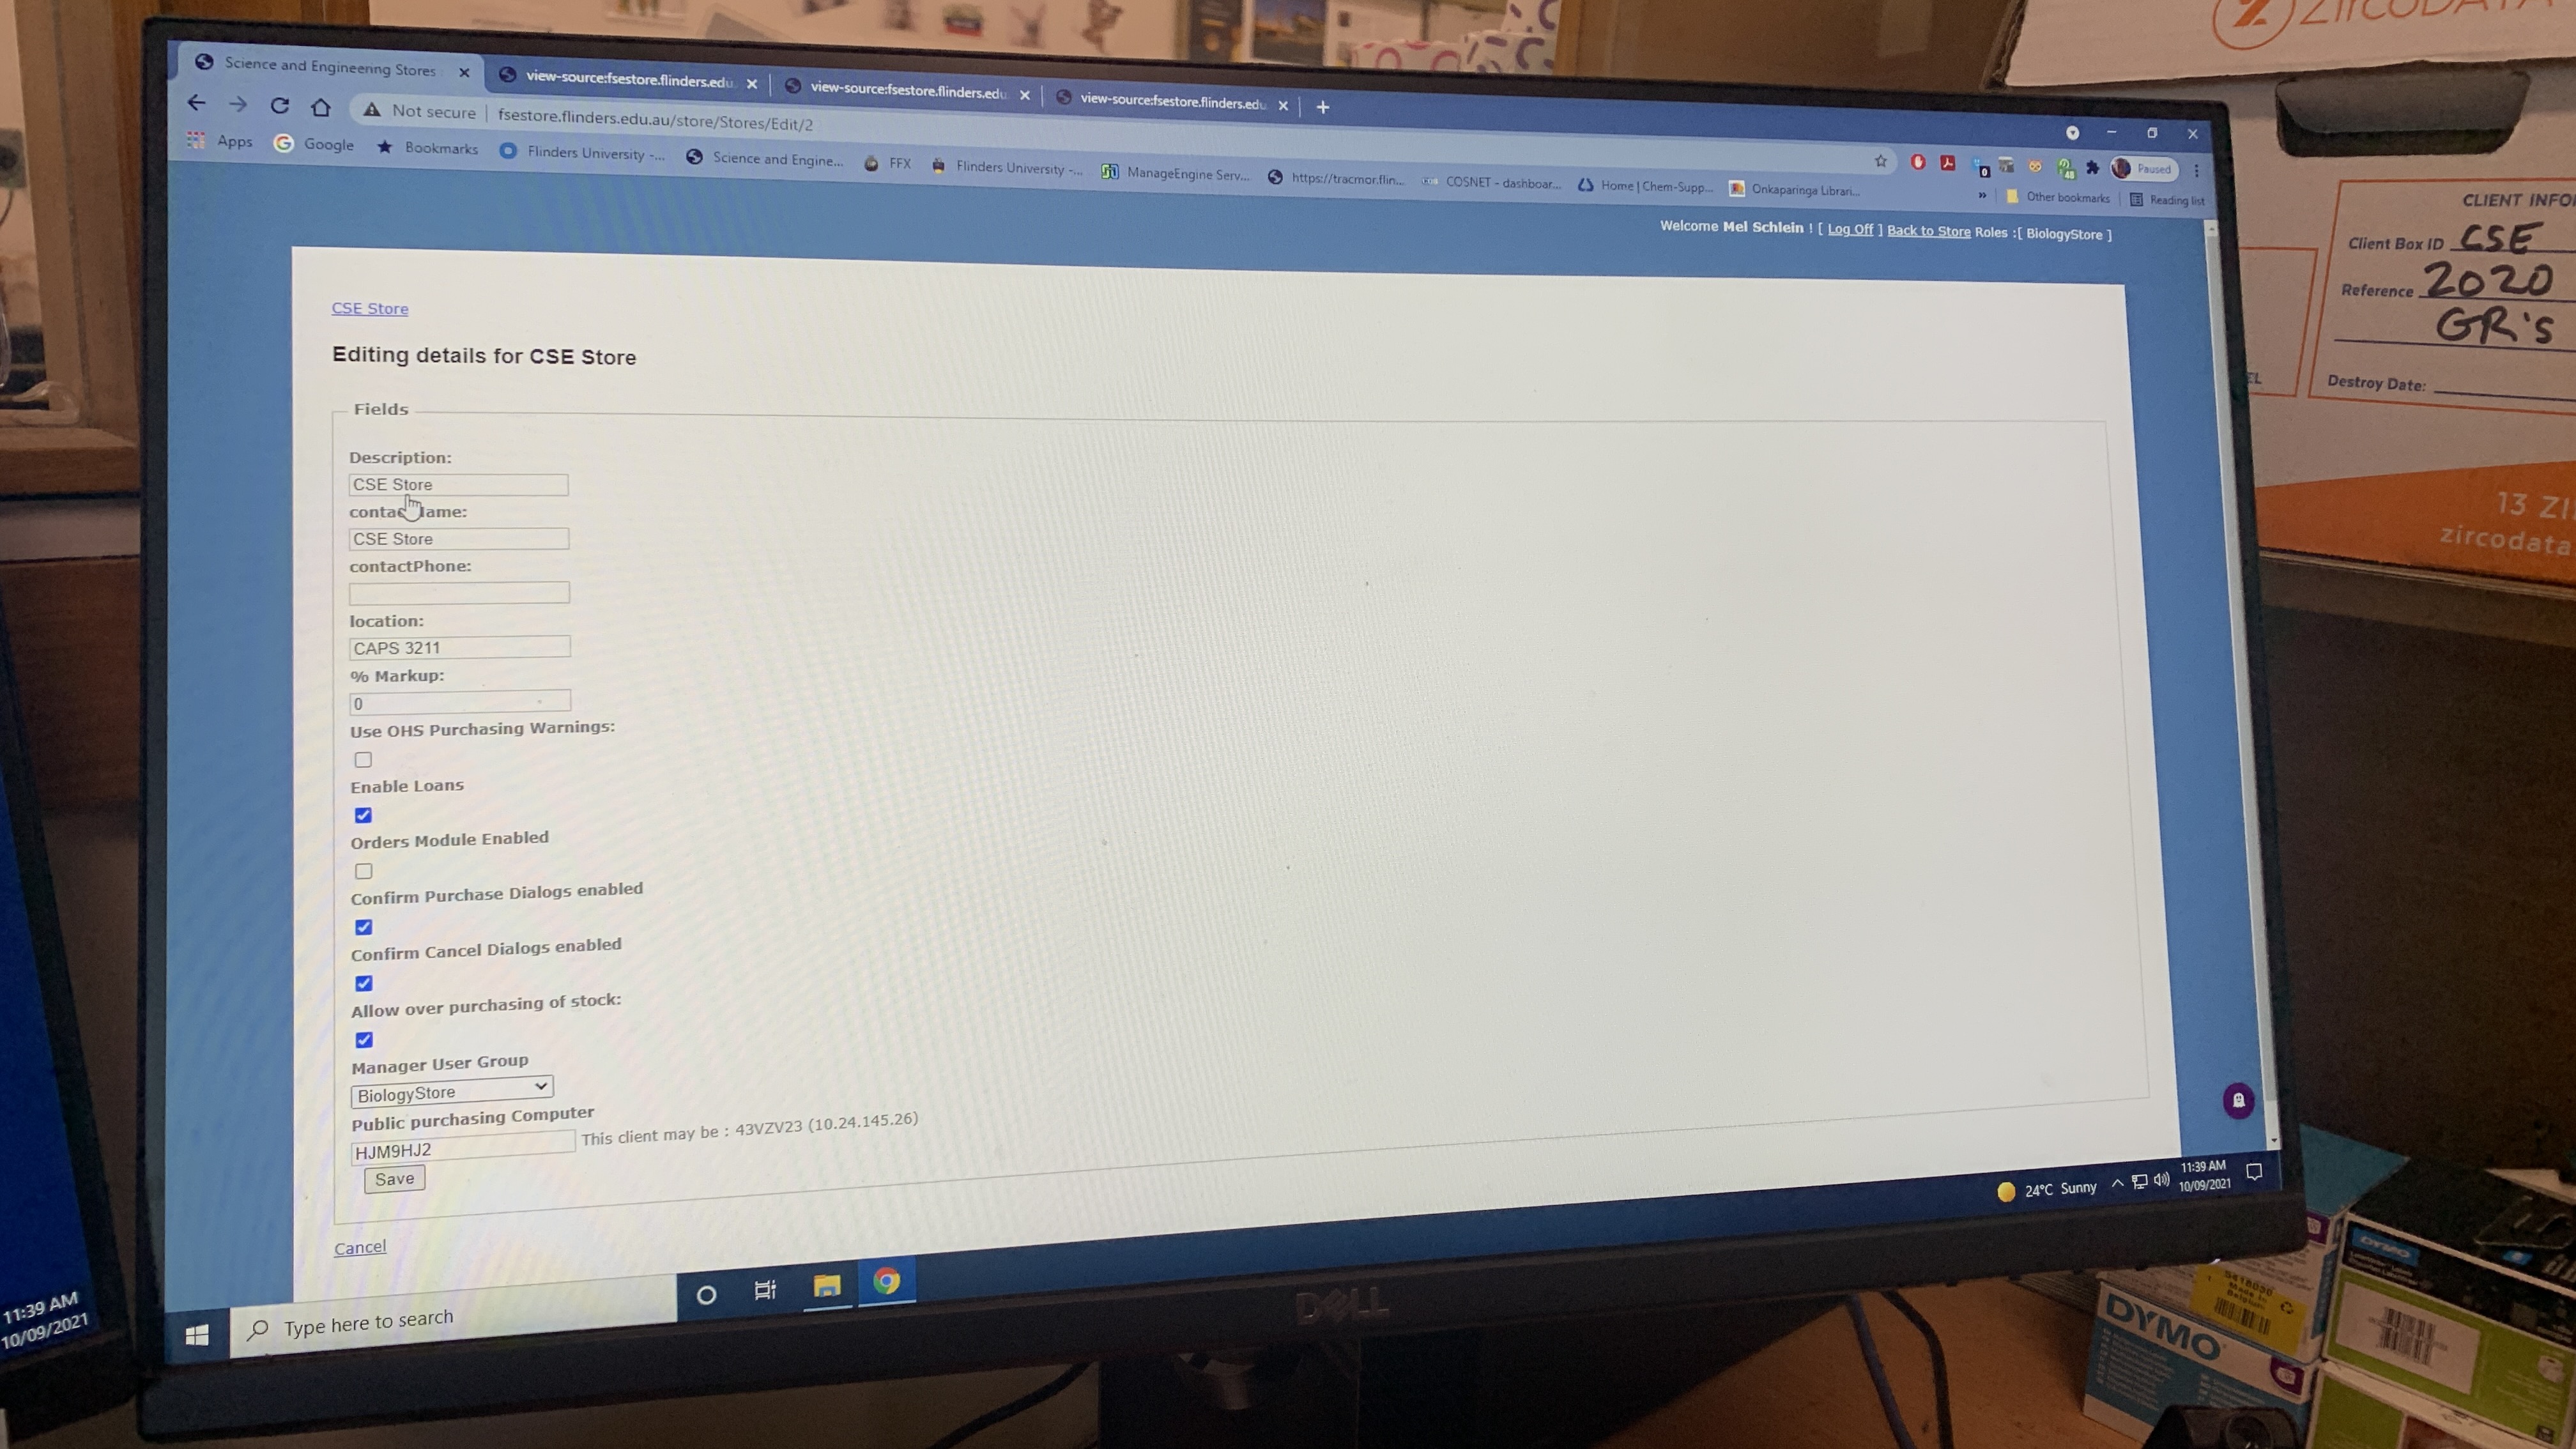 ZircoDATA
Science and Engineering Stores
view-source:fsestore.flinders.edu
view-source:fsestore.flinders.edu
view-source:fsestore.flinders.edu
Not secure
fsestore.flinders.edu.au/store/Stores/Edit/2
Apps
Google
Bookmarks
Flinders University -...
Science and Engine...
FFX
Flinders University -...
ManageEngine Serv...
https://tracmor.flin...
COSNET - dashboar...
Home | Chem-Supp...
Onkaparinga Librari...
Paused
Other bookmarks
Reading list
Welcome Mel Schlein ! [ Log Off ] Back to Store Roles :[ BiologyStore ]
CSE Store
Editing details for CSE Store
Fields
Description:
CSE Store
CSE Store
contactPhone:
location:
CAPS 3211
% Markup:
0
Use OHS Purchasing Warnings:
Enable Loans
Orders Module Enabled
Confirm Purchase Dialogs enabled
Confirm Cancel Dialogs enabled
Allow over purchasing of stock:
Manager User Group
BiologyStore
Public purchasing Computer
HJM9HJ2
This client may be : 43VZV23 (10.24.145.26)
Save
Cancel
Type here to search
24°C Sunny
11:39 AM
10/09/2021
DELL
11:39 AM
10/09/2021
CLIENT INFO
Client Box ID CSE
Reference 2020
GR's
Destroy Date:
13 ZI
zircodata
DYMO
DYMO
Made in
Belgium